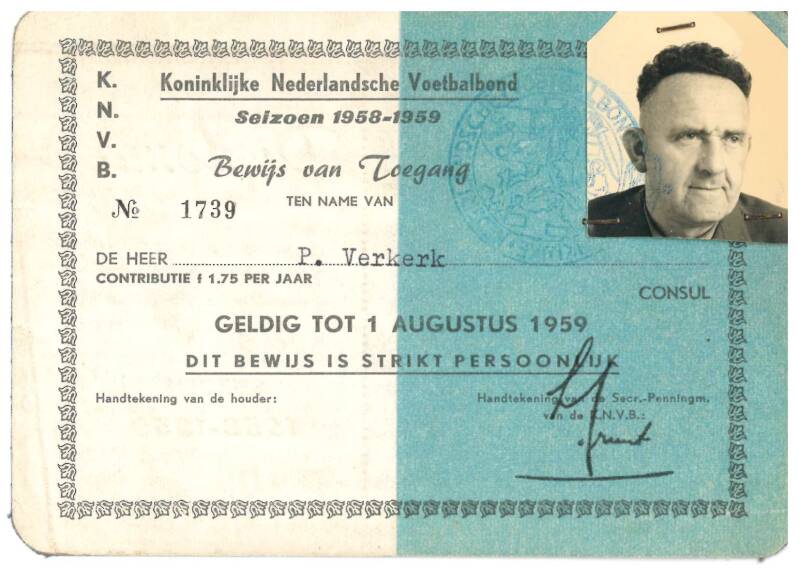 K. N. V. B.
Koninklijke Nederlandsche Voetbalbond
Seizoen 1958-1959
Bewijs van Toegang
№ 1739
TEN NAME VAN
DE HEER P. Verkerk
CONTRIBUTIE f 1.75 PER JAAR
CONSUL
GELDIG TOT 1 AUGUSTUS 1959
DIT BEWIJS IS STRIKT PERSOONLIJK
Handtekening van de houder:
Handtekening van de Secr.-Penningm.
van de K.N.V.B.: